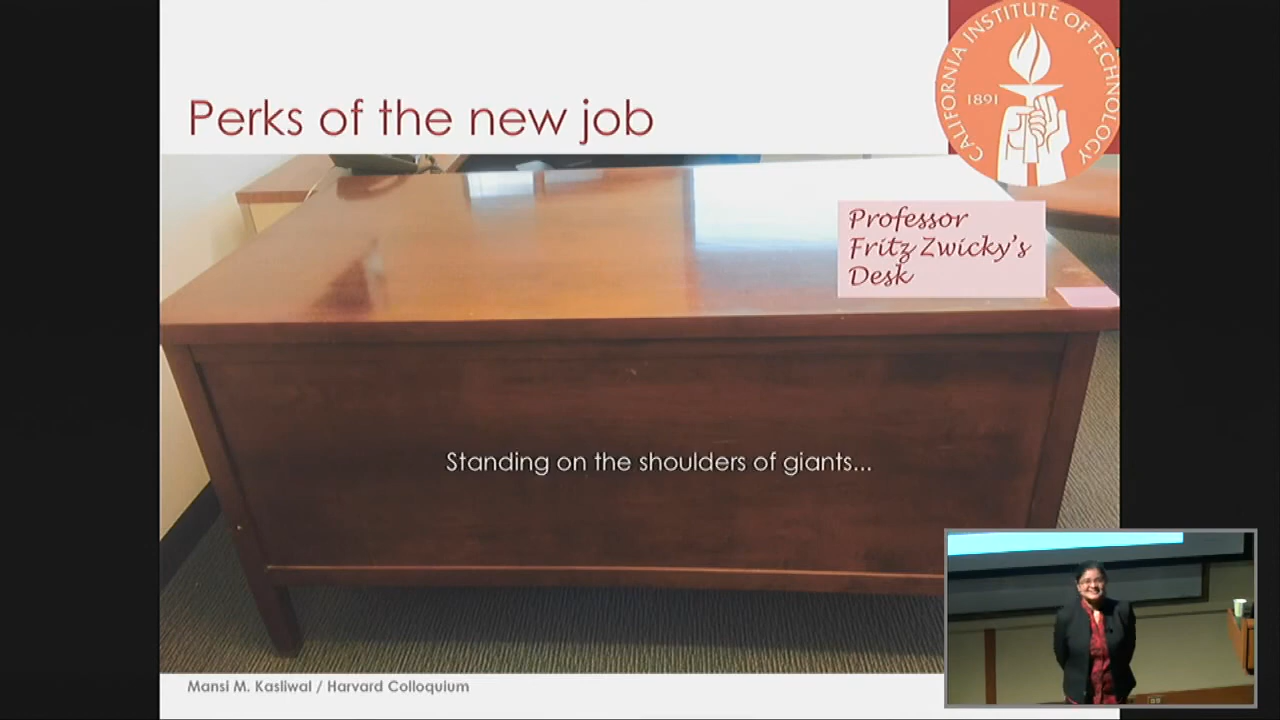 CALIFORNIA INSTITUTE OF TECHNOLOGY
1891
Perks of the new job
Professor
Fritz Zwicky's
Desk
Standing on the shoulders of giants...
Mansi M. Kasliwal / Harvard Colloquium